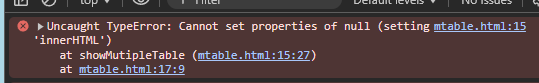 top
Filter
Default levels
No Issues
Uncaught TypeError: Cannot set properties of null (setting mtable.html:15
'innerHTML')
at showMutipleTable (mtable.html:15:27)
at mtable.html:17:9